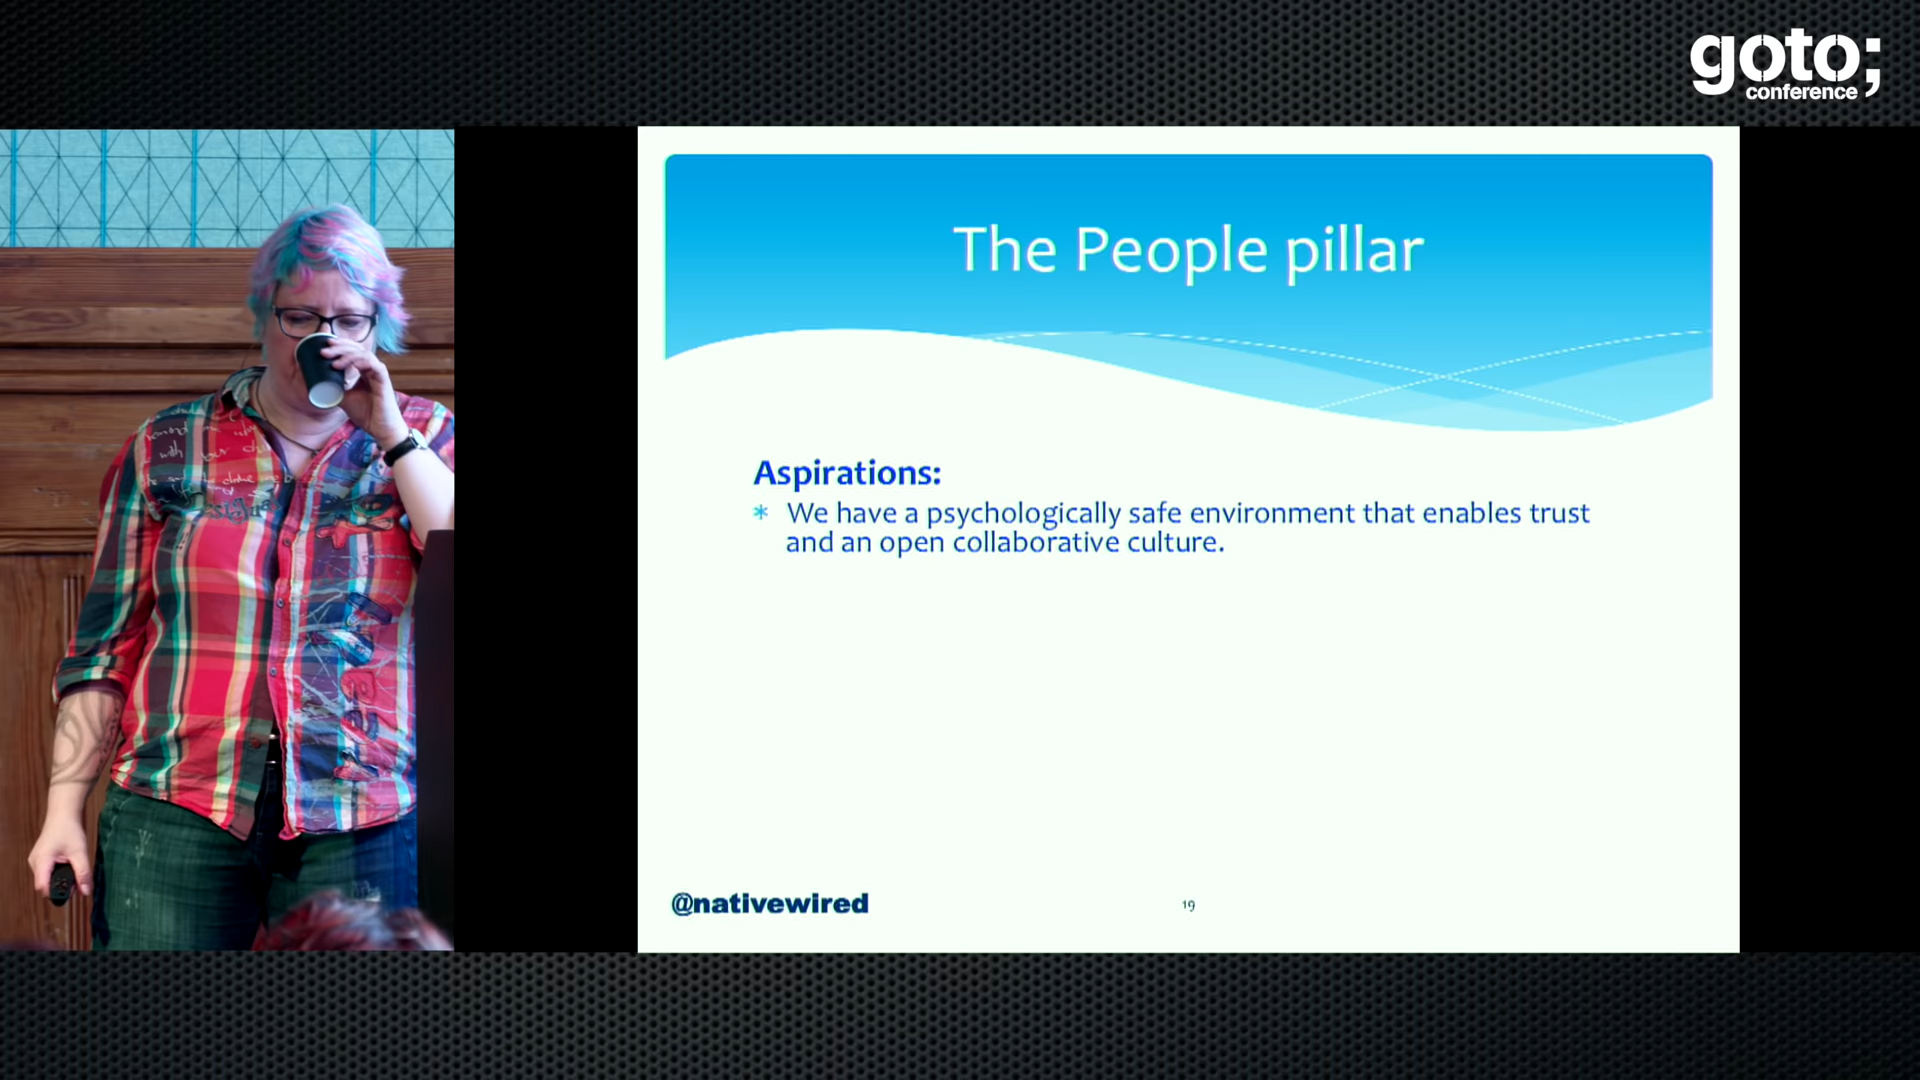 goto;
conference
The People pillar
Aspirations:
* We have a psychologically safe environment that enables trust
and an open collaborative culture.
@nativewired
19